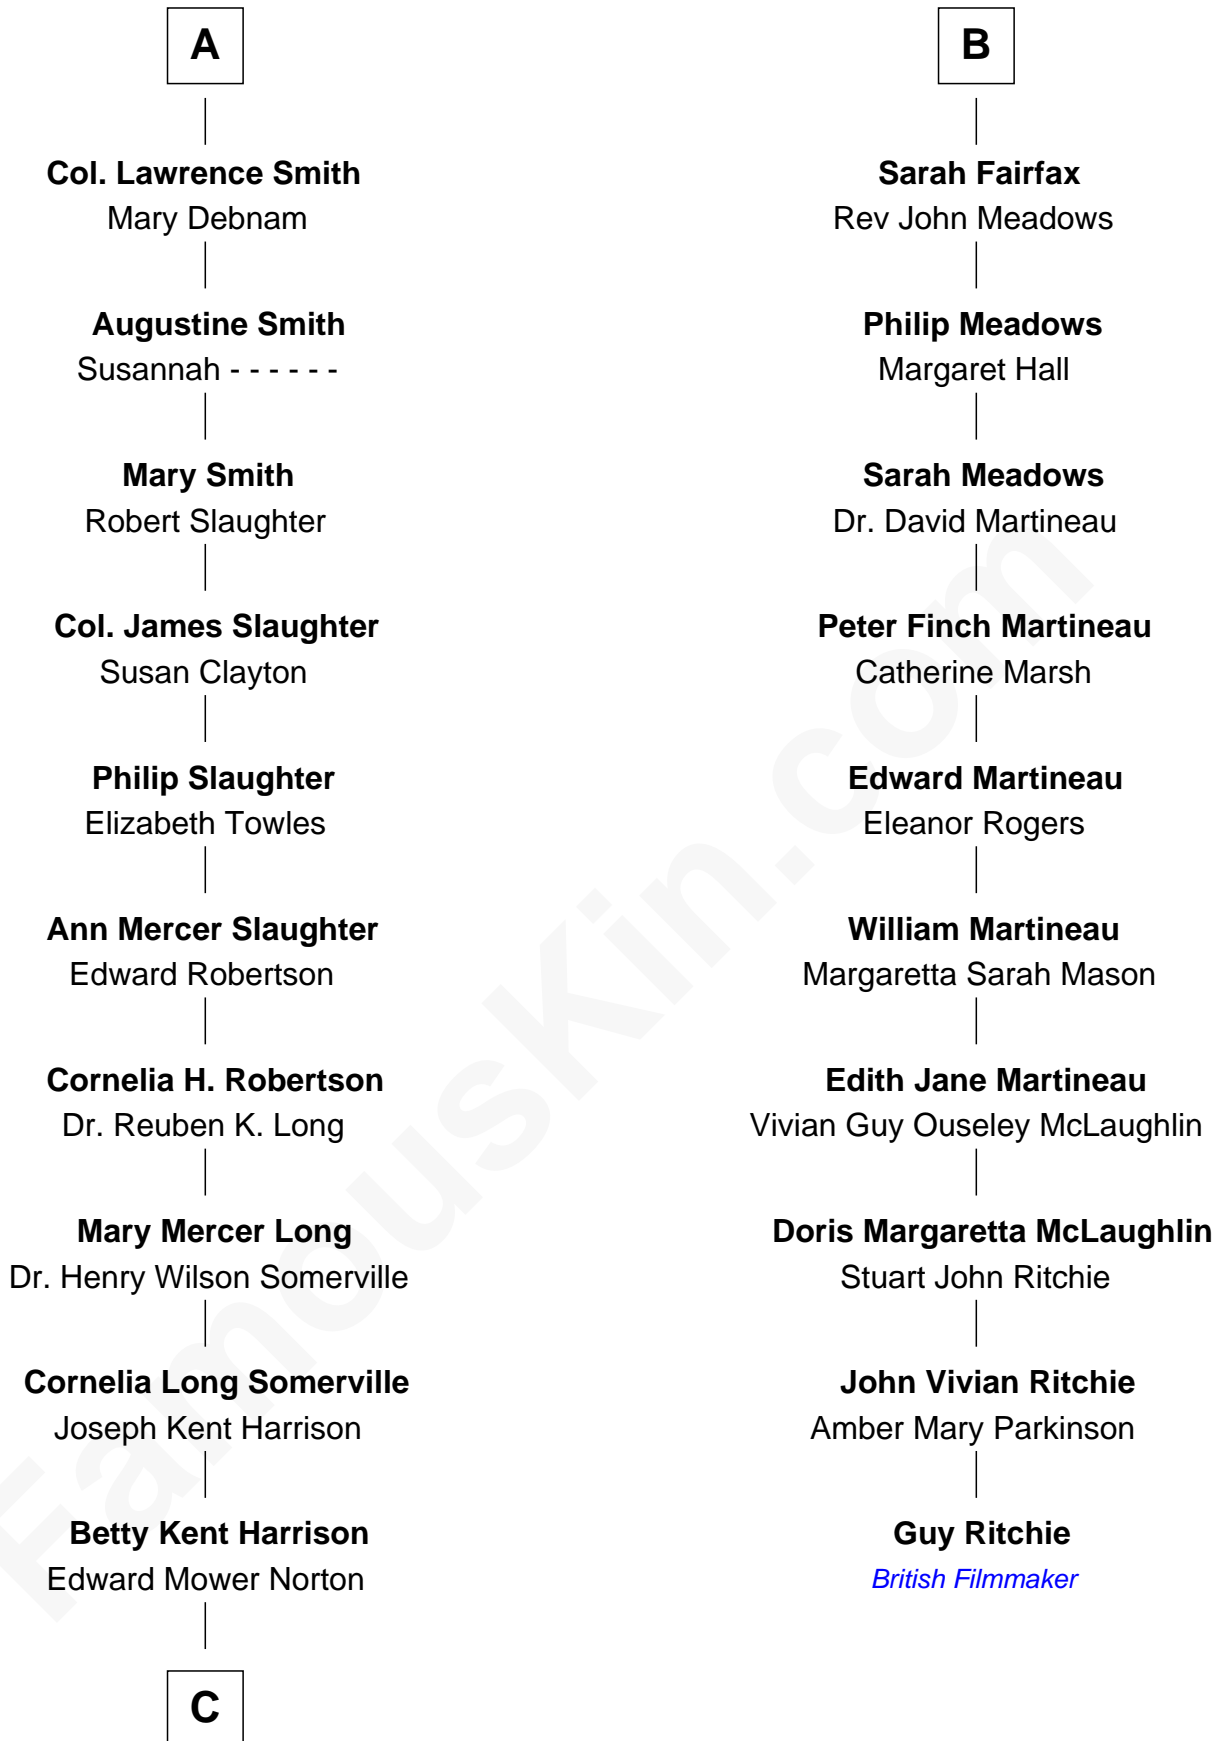 A
Col. Lawrence Smith
Mary Debnam
Augustine Smith
Susannah - - - - - -
Mary Smith
Robert Slaughter
Col. James Slaughter
Susan Clayton
Philip Slaughter
Elizabeth Towles
Ann Mercer Slaughter
Edward Robertson
Cornelia H. Robertson
Dr. Reuben K. Long
Mary Mercer Long
Dr. Henry Wilson Somerville
Cornelia Long Somerville
Joseph Kent Harrison
Betty Kent Harrison
Edward Mower Norton
C
B
Sarah Fairfax
Rev John Meadows
Philip Meadows
Margaret Hall
Sarah Meadows
Dr. David Martineau
Peter Finch Martineau
Catherine Marsh
Edward Martineau
Eleanor Rogers
William Martineau
Margaretta Sarah Mason
Edith Jane Martineau
Vivian Guy Ouseley McLaughlin
Doris Margaretta McLaughlin
Stuart John Ritchie
John Vivian Ritchie
Amber Mary Parkinson
Guy Ritchie
British Filmmaker
FamousKin.com